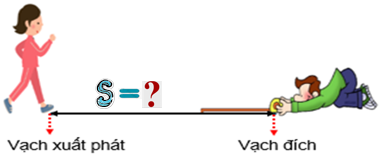 S = ?
Vạch xuất phát
Vạch đích